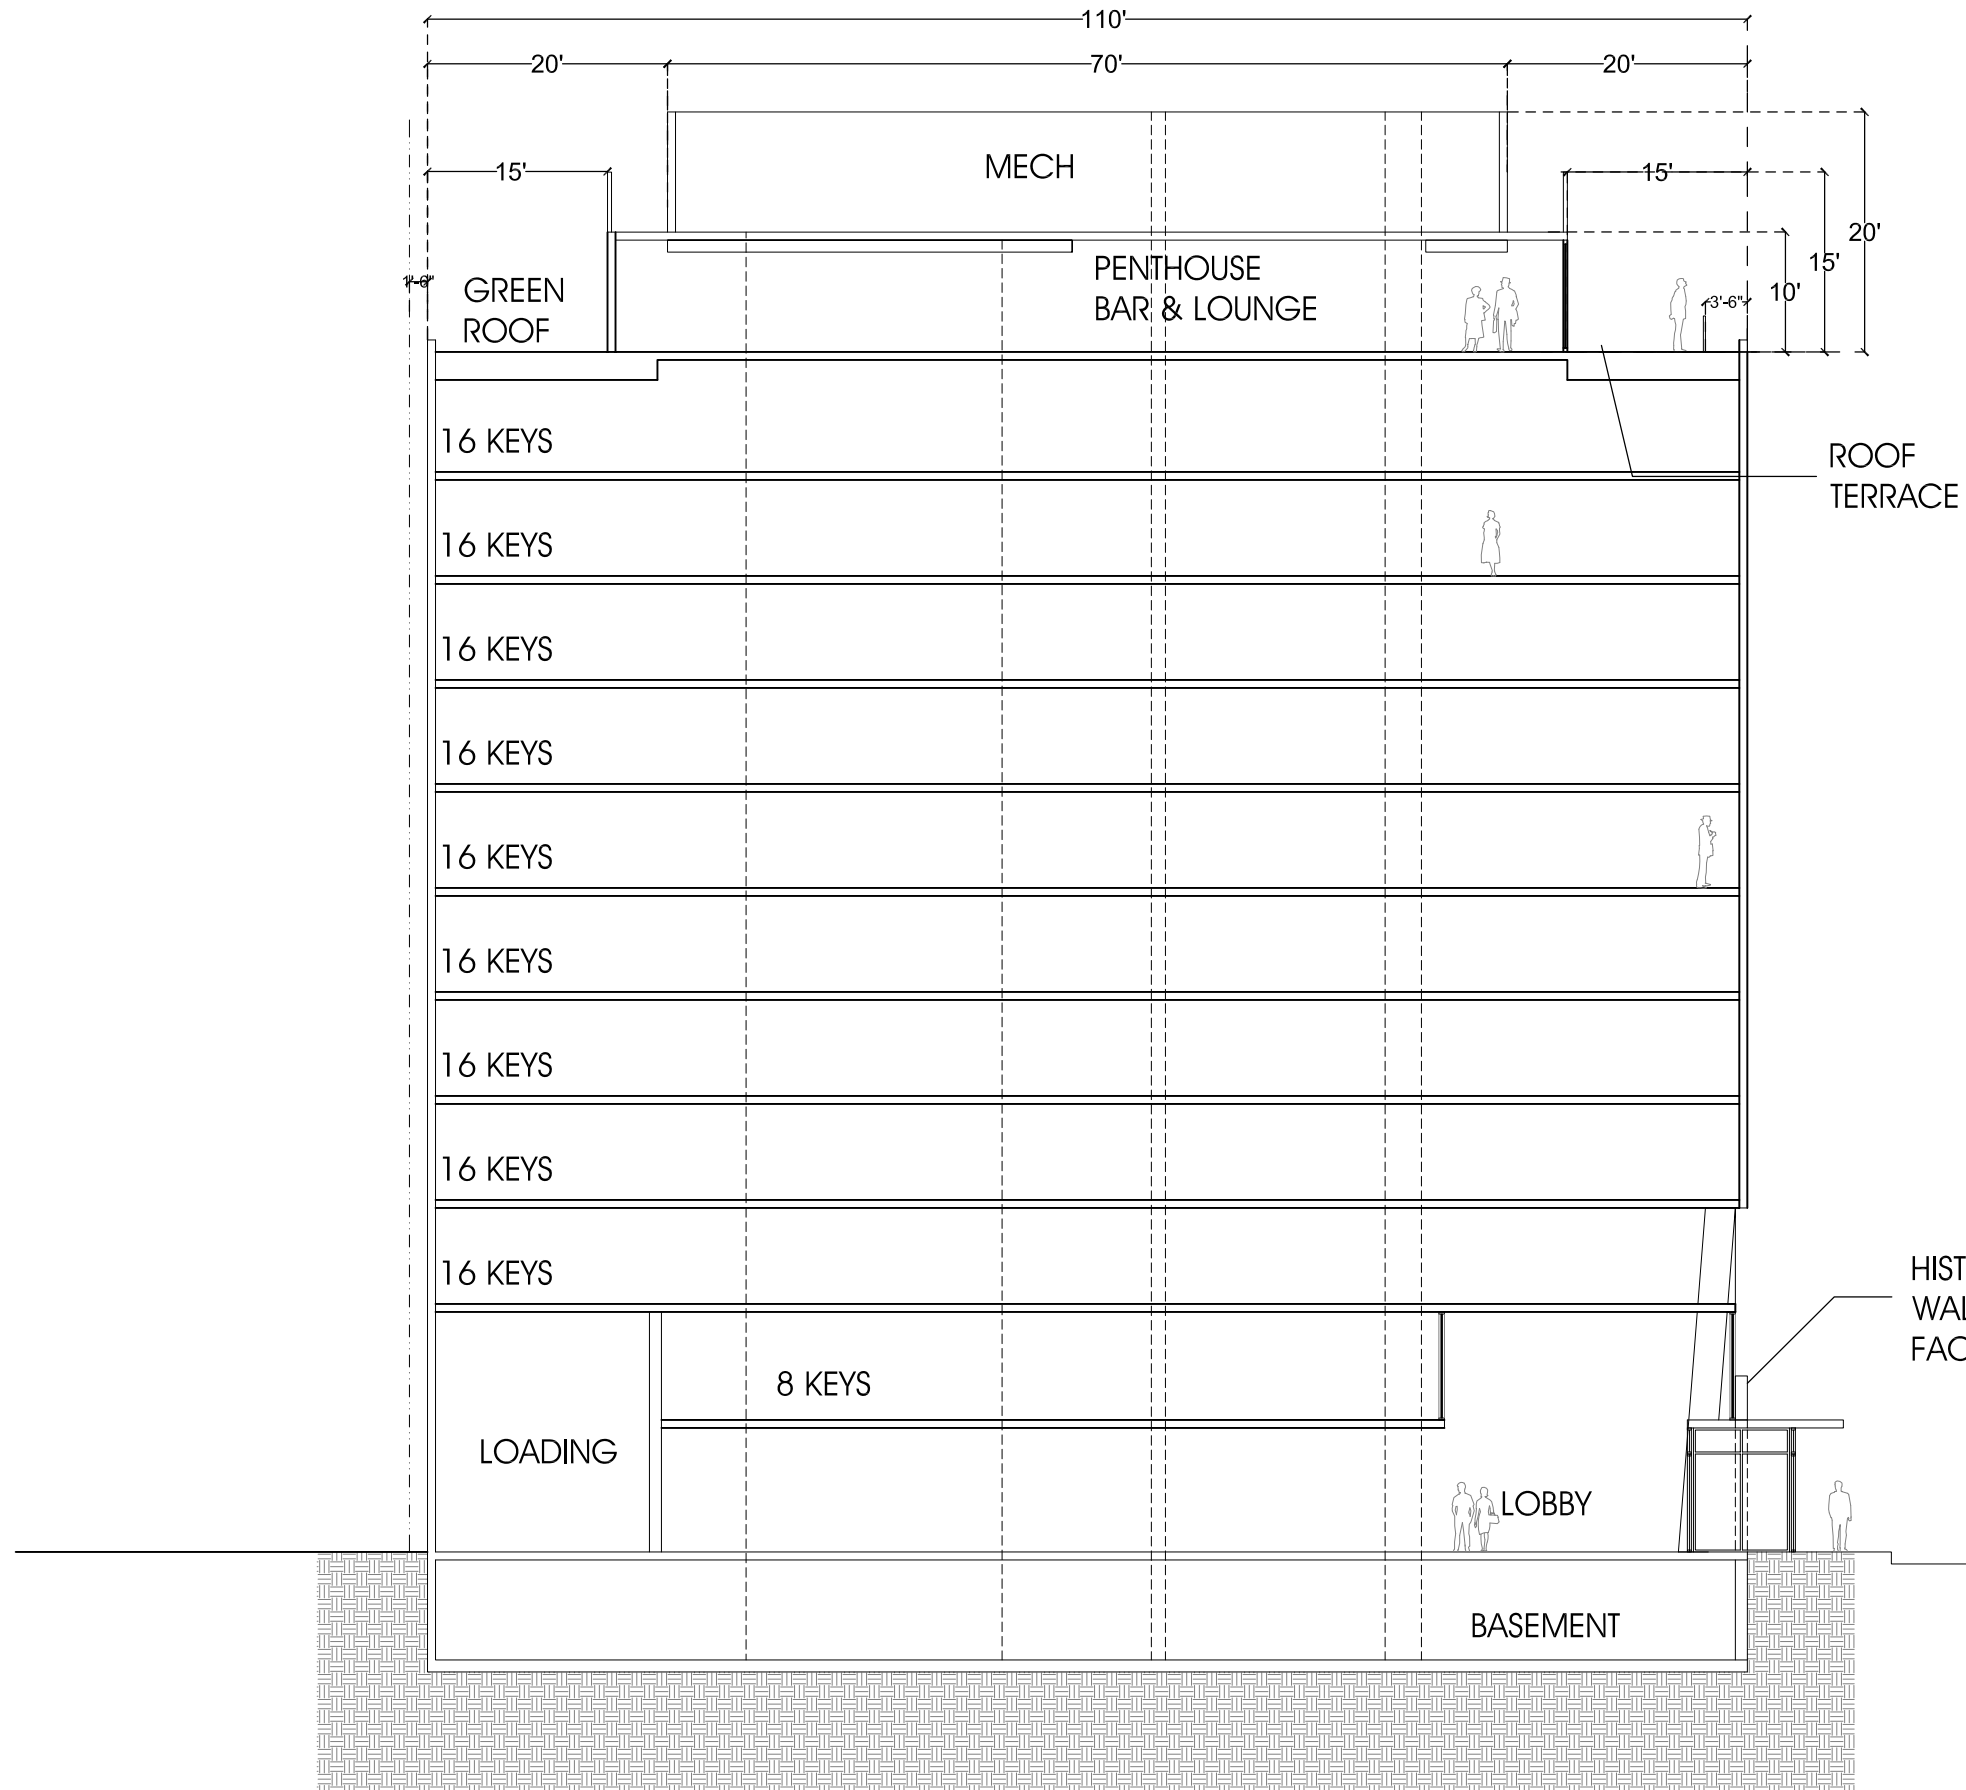 110'
20'
70'
20'
MECH
15'
15'
20'
15'
10'
1'-6"
3'-6"
GREEN
ROOF
PENTHOUSE
BAR & LOUNGE
16 KEYS
ROOF
TERRACE
16 KEYS
16 KEYS
16 KEYS
16 KEYS
16 KEYS
16 KEYS
16 KEYS
16 KEYS
HIST
WAL
FAC
8 KEYS
LOADING
LOBBY
BASEMENT